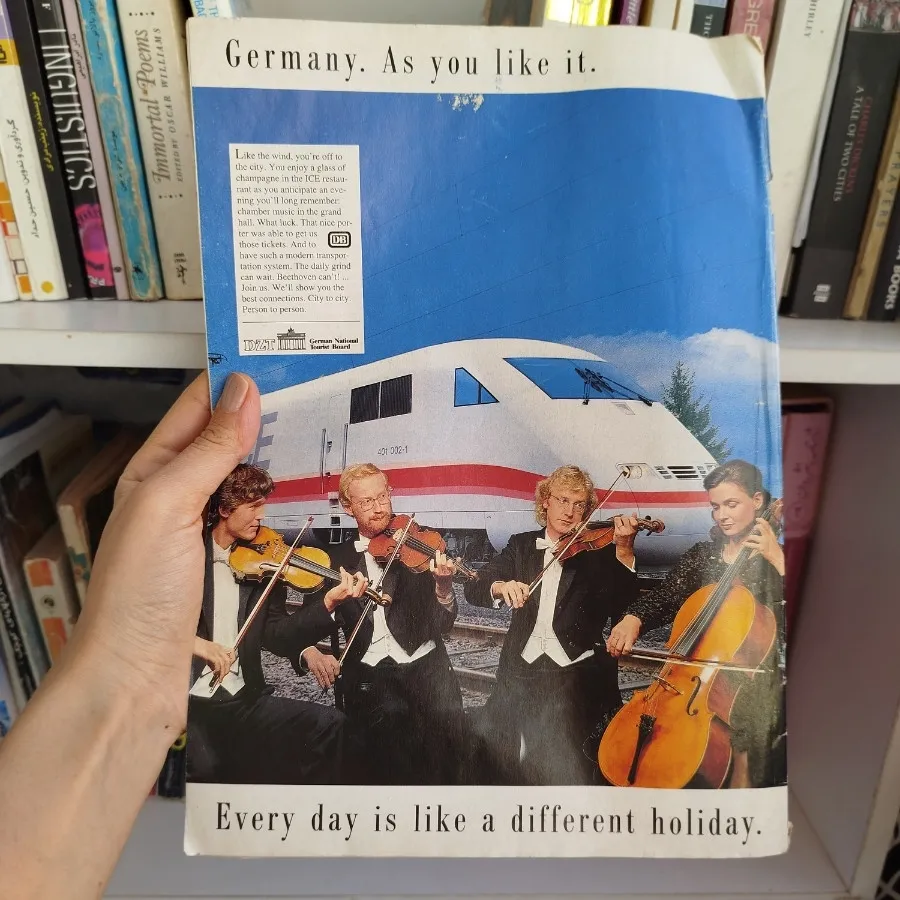 Germany. As you like it.
Like the wind, you're off to
the city. You enjoy a glass of
champagne in the ICE restau-
rant as you anticipate an eve-
ning you'll long remember:
chamber music in the grand
hall. What luck. That nice por-
ter was able to get us
those tickets. And to
DB
have such a modern transpor-
tation system. The daily grind
can wait. Beethoven can't! ...
Join us. We'll show you the
best connections. City to city
Person to person.
DZT German National
Tourist Board
401 002-1
Every day is like a different holiday.
LINGUISTICS
Immortal Poems
EDITED BY OSCAR WILLIAMS
CHARLES DICKENS
A TALE OF TWO CITIES
BOOKS